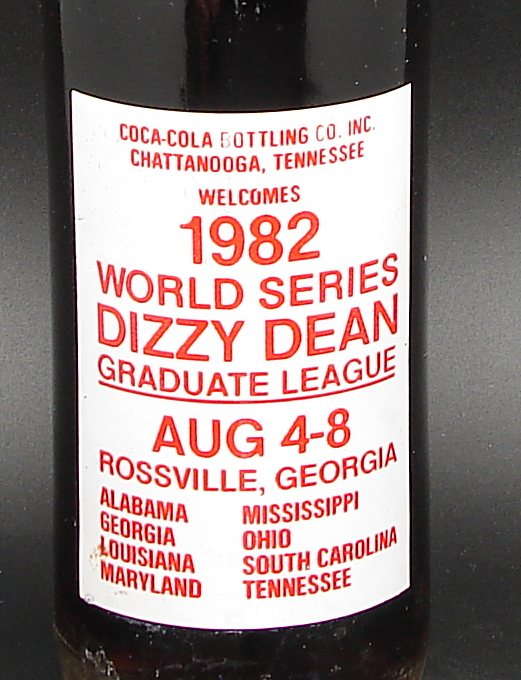 COCA-COLA BOTTLING CO. INC.
CHATTANOOGA, TENNESSEE
WELCOMES
1982
WORLD SERIES
DIZZY DEAN
GRADUATE LEAGUE
AUG 4-8
ROSSVILLE, GEORGIA
ALABAMA
GEORGIA
LOUISIANA
MARYLAND
MISSISSIPPI
OHIO
SOUTH CAROLINA
TENNESSEE